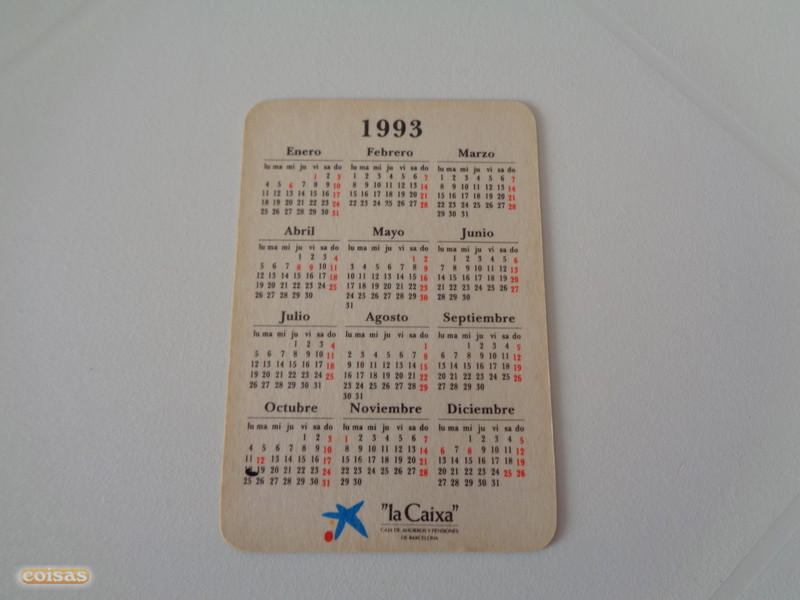 1993
Enero Febrero Marzo
lu ma mi ju vi sa do lu ma mi ju vi sa do lu ma mi ju vi sa do
1 2 3 1 2 3 4 5 6 7 1 2 3 4 5 6 7
4 5 6 7 8 9 10 8 9 10 11 12 13 14 8 9 10 11 12 13 14
11 12 13 14 15 16 17 15 16 17 18 19 20 21 15 16 17 18 19 20 21
18 19 20 21 22 23 24 22 23 24 25 26 27 28 22 23 24 25 26 27 28
25 26 27 28 29 30 31 29 30 31
Abril Mayo Junio
lu ma mi ju vi sa do lu ma mi ju vi sa do lu ma mi ju vi sa do
1 2 3 4 1 2 1 2 3 4 5 6
5 6 7 8 9 10 11 3 4 5 6 7 8 9 7 8 9 10 11 12 13
12 13 14 15 16 17 18 10 11 12 13 14 15 16 14 15 16 17 18 19 20
19 20 21 22 23 24 25 17 18 19 20 21 22 23 21 22 23 24 25 26 27
26 27 28 29 30 24 25 26 27 28 29 30 28 29 30
31
Julio Agosto Septiembre
lu ma mi ju vi sa do lu ma mi ju vi sa do lu ma mi ju vi sa do
1 2 3 4 1 1 2 3 4 5
5 6 7 8 9 10 11 2 3 4 5 6 7 8 6 7 8 9 10 11 12
12 13 14 15 16 17 18 9 10 11 12 13 14 15 13 14 15 16 17 18 19
19 20 21 22 23 24 25 16 17 18 19 20 21 22 20 21 22 23 24 25 26
26 27 28 29 30 31 23 24 25 26 27 28 29 27 28 29 30
30 31
Octubre Noviembre Diciembre
lu ma mi ju vi sa do lu ma mi ju vi sa do lu ma mi ju vi sa do
1 2 3 1 2 3 4 5 6 7 1 2 3 4 5
4 5 6 7 8 9 10 8 9 10 11 12 13 14 6 7 8 9 10 11 12
11 12 13 14 15 16 17 15 16 17 18 19 20 21 13 14 15 16 17 18 19
19 20 21 22 23 24 22 23 24 25 26 27 28 20 21 22 23 24 25 26
25 26 27 28 29 30 31 29 30 27 28 29 30 31
"la Caixa"
CAJA DE AHORROS Y PENSIONES
DE BARCELONA
coisas